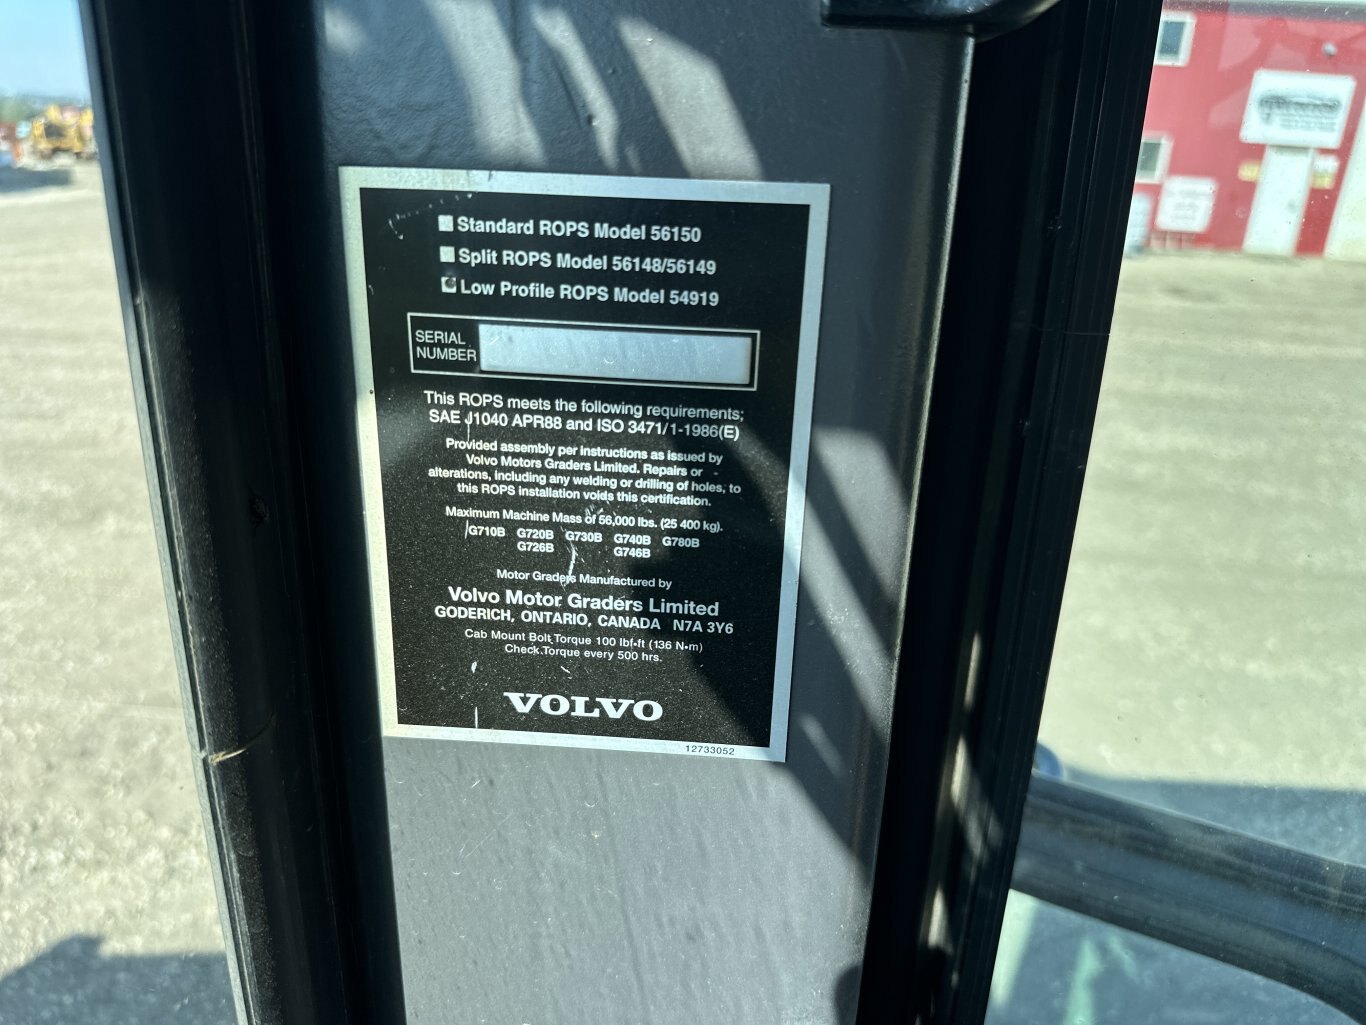 Standard ROPS Model 56150
Split ROPS Model 56148/56149
Low Profile ROPS Model 54919
SERIAL
NUMBER
This ROPS meets the following requirements;
SAE J1040 APR88 and ISO 3471/1-1986(E)
Provided assembly per instructions as issued by
Volvo Motors Graders Limited. Repairs or
alterations, including any welding or drilling of holes, to
this ROPS installation voids this certification.
Maximum Machine Mass of 56,000 lbs. (25 400 kg).
G710B G720B G730B G740B G780B
G726B G746B
Motor Graders Manufactured by
Volvo Motor Graders Limited
GODERICH, ONTARIO, CANADA N7A 3Y6
Cab Mount Bolt Torque 100 lbf-ft (136 N•m)
Check Torque every 500 hrs.
VOLVO
12733052